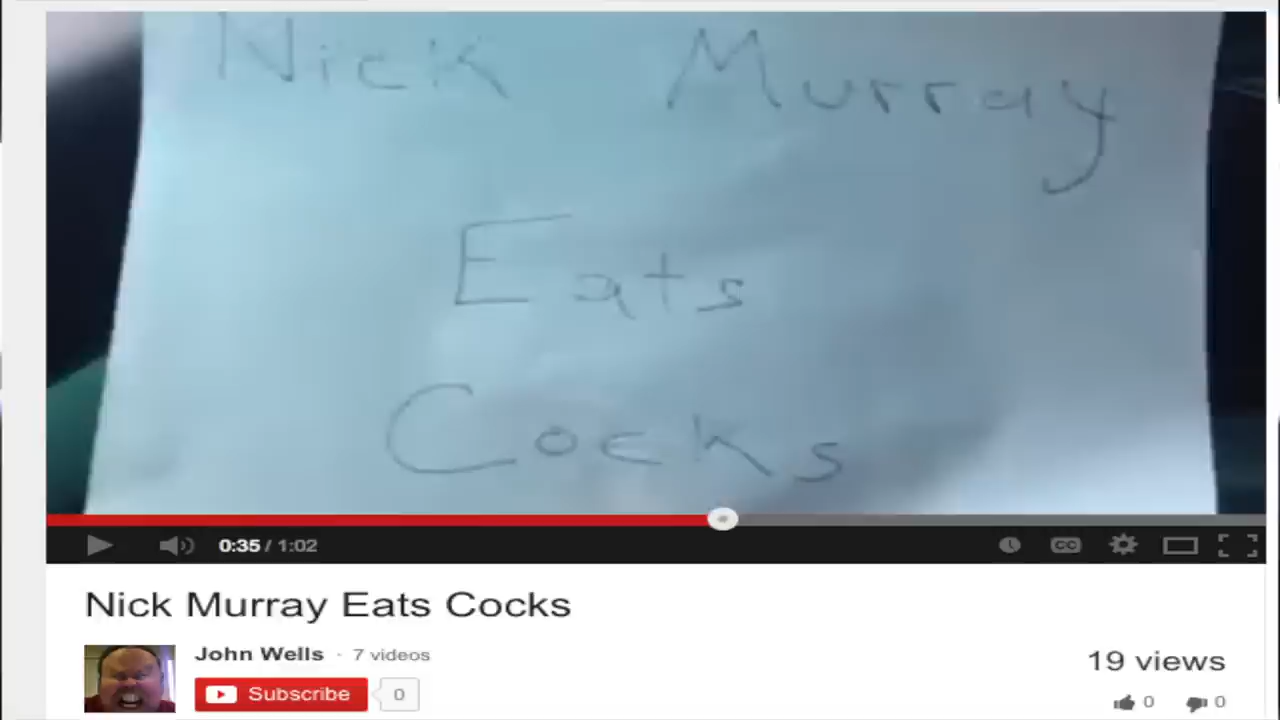 Nick Murray
Eats
Cocks
0:35 / 1:02
CC
Nick Murray Eats Cocks
John Wells · 7 videos
19 views
Subscribe 0
0 0